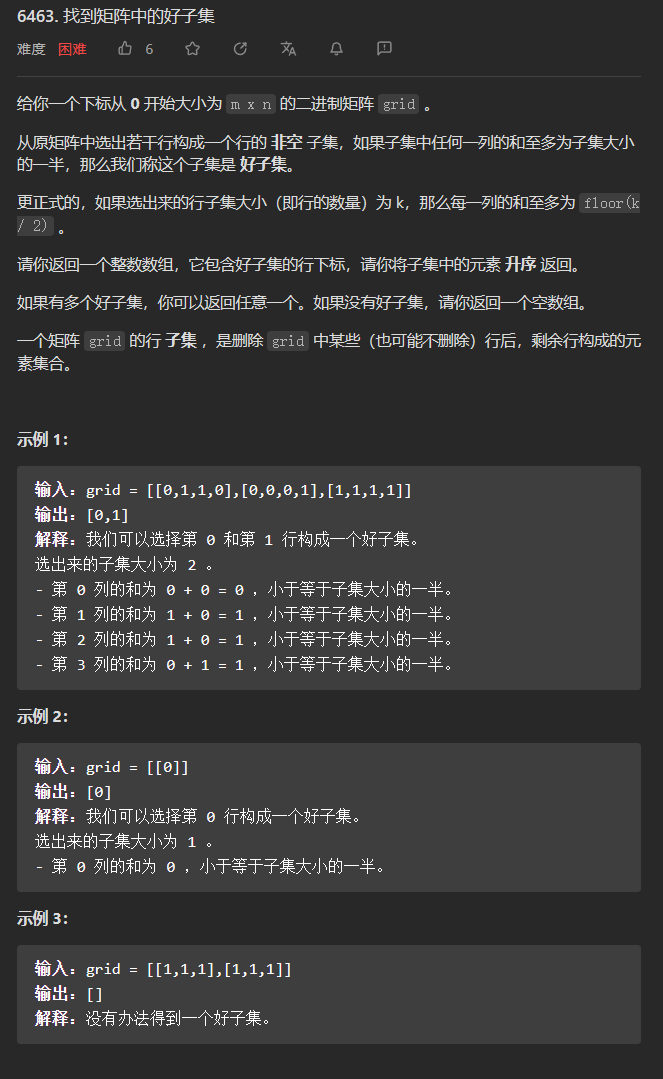 6463. 找到矩阵中的好子集
难度 困难 6
给你一个下标从 0 开始大小为 m x n 的二进制矩阵 grid 。
从原矩阵中选出若干行构成一个行的 非空 子集，如果子集中任何一列的和至多为子集大小
的一半，那么我们称这个子集是 好子集。
更正式的，如果选出来的行子集大小（即行的数量）为 k，那么每一列的和至多为 floor(k
/ 2) 。
请你返回一个整数数组，它包含好子集的行下标，请你将子集中的元素 升序 返回。
如果有多个好子集，你可以返回任意一个。如果没有好子集，请你返回一个空数组。
一个矩阵 grid 的行 子集 ，是删除 grid 中某些（也可能不删除）行后，剩余行构成的元
素集合。
示例 1：
输入：grid = [[0,1,1,0],[0,0,0,1],[1,1,1,1]]
输出：[0,1]
解释：我们可以选择第 0 和第 1 行构成一个好子集。
选出来的子集大小为 2 。
- 第 0 列的和为 0 + 0 = 0 ，小于等于子集大小的一半。
- 第 1 列的和为 1 + 0 = 1 ，小于等于子集大小的一半。
- 第 2 列的和为 1 + 0 = 1 ，小于等于子集大小的一半。
- 第 3 列的和为 0 + 1 = 1 ，小于等于子集大小的一半。
示例 2：
输入：grid = [[0]]
输出：[0]
解释：我们可以选择第 0 行构成一个好子集。
选出来的子集大小为 1 。
- 第 0 列的和为 0 ，小于等于子集大小的一半。
示例 3：
输入：grid = [[1,1,1],[1,1,1]]
输出：[]
解释：没有办法得到一个好子集。